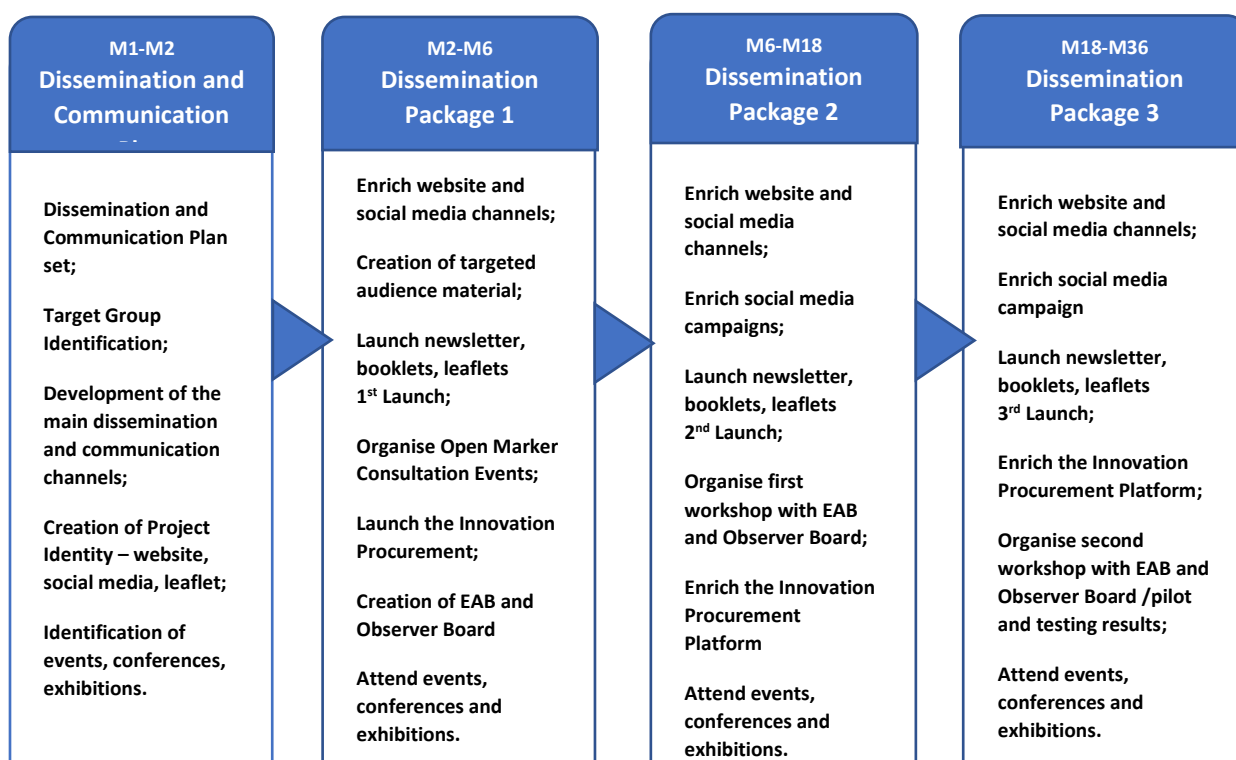 M1-M2
Dissemination and
Communication
M2-M6
Dissemination
Package 1
M6-M18
Dissemination
Package 2
M18-M36
Dissemination
Package 3
Dissemination and
Communication Plan
set;
Target Group
Identification;
Development of the
main dissemination
and communication
channels;
Creation of Project
Identity – website,
social media, leaflet;
Identification of
events, conferences,
exhibitions.
Enrich website and
social media channels;
Creation of targeted
audience material;
Launch newsletter,
booklets, leaflets
1st Launch;
Organise Open Marker
Consultation Events;
Launch the Innovation
Procurement;
Creation of EAB and
Observer Board
Attend events,
conferences and
exhibitions.
Enrich website and
social media
channels;
Enrich social media
campaigns;
Launch newsletter,
booklets, leaflets
2nd Launch;
Organise first
workshop with EAB
and Observer Board;
Enrich the Innovation
Procurement
Platform
Attend events,
conferences and
exhibitions.
Enrich website and
social media channels;
Enrich social media
campaign
Launch newsletter,
booklets, leaflets
3rd Launch;
Enrich the Innovation
Procurement Platform;
Organise second
workshop with EAB and
Observer Board /pilot
and testing results;
Attend events,
conferences and
exhibitions.